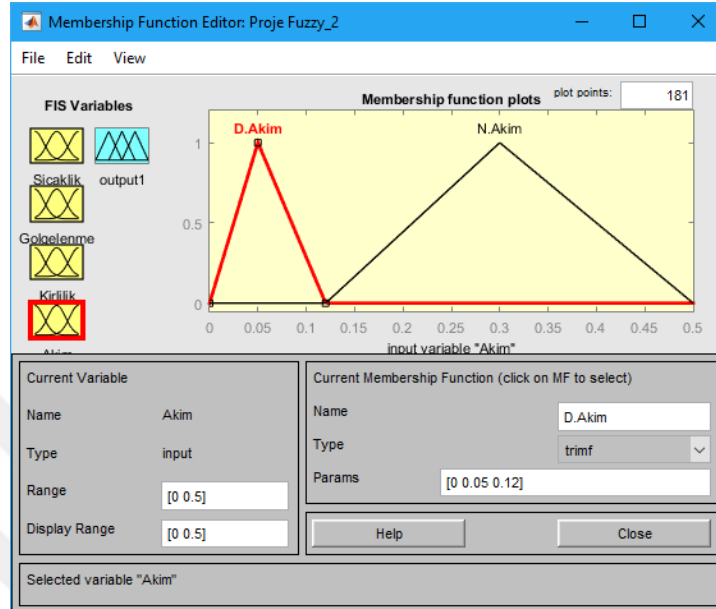 Membership Function Editor: Proje Fuzzy_2
File Edit View
FIS Variables
Membership function plots
plot points:
181
Sicaklik
output1
Golgelenme
Kirlilik
Akim
D.Akim
N.Akim
1
0.5
0
0 0.05 0.1 0.15 0.2 0.25 0.3 0.35 0.4 0.45 0.5
input variable "Akim"
Current Variable
Name Akim
Type input
Range [0 0.5]
Display Range [0 0.5]
Current Membership Function (click on MF to select)
Name D.Akim
Type trimf
Params [0 0.05 0.12]
Help Close
Selected variable "Akim"